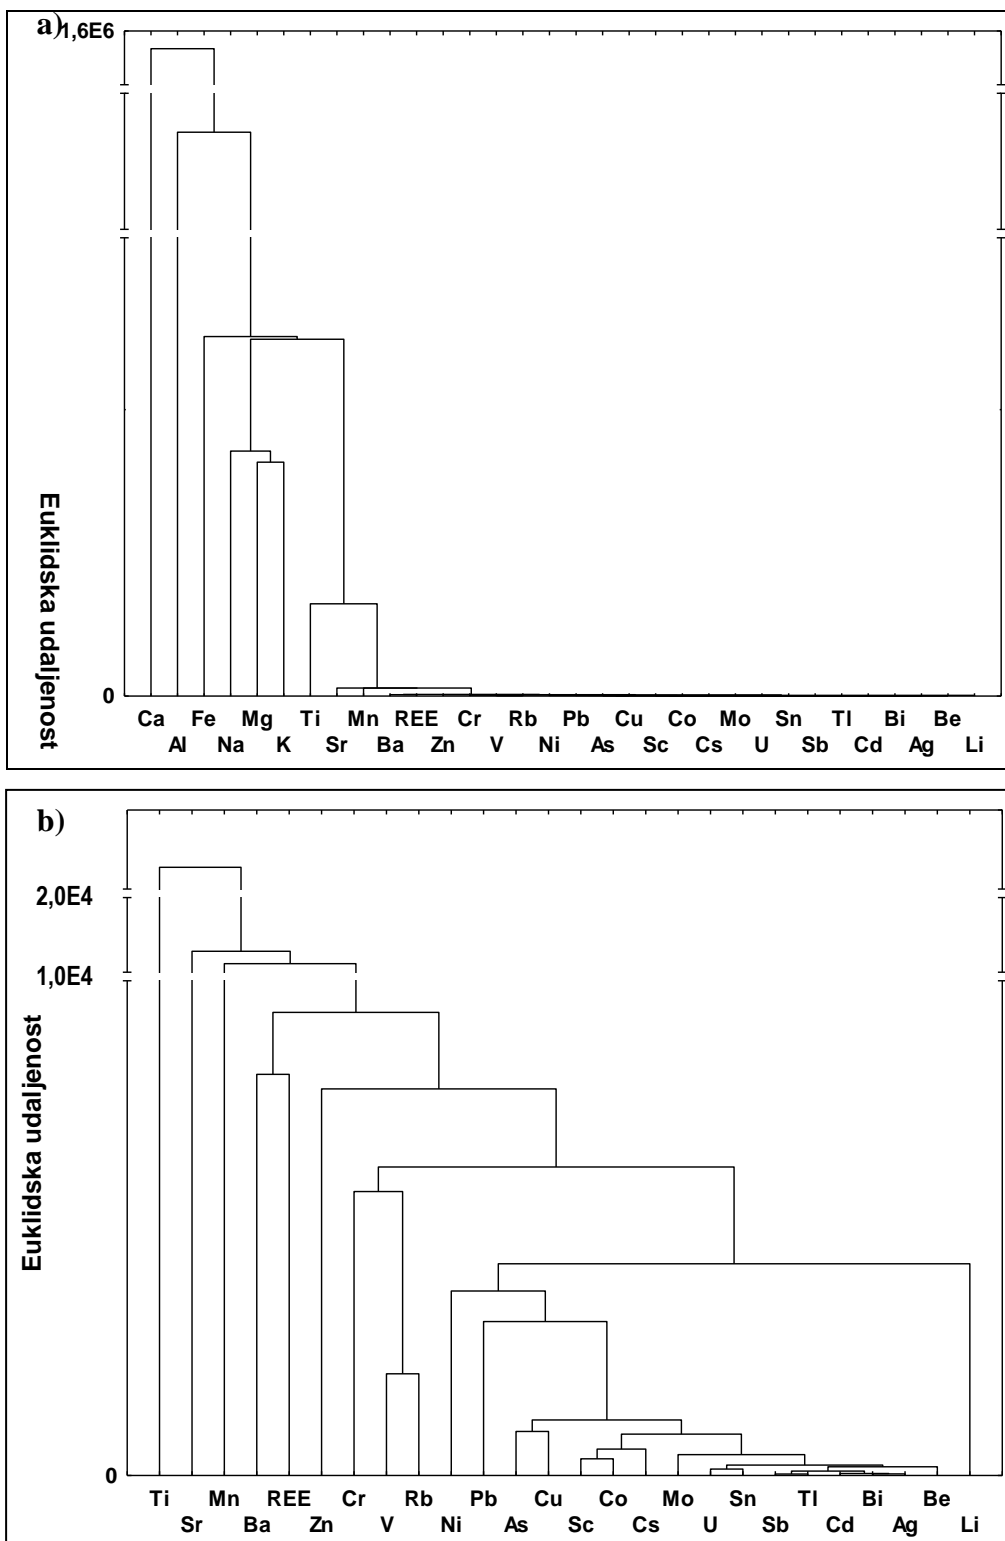 a)
1,6E6
Euklidska udaljenost
0
Ca Fe Mg Ti Mn REE Cr Rb Pb Cu Co Mo Sn Tl Bi Be
Al Na K Sr Ba Zn V Ni As Sc Cs U Sb Cd Ag Li
b)
2,0E4
1,0E4
Euklidska udaljenost
0
Ti Mn REE Cr Rb Pb Cu Co Mo Sn Tl Bi Be
Sr Ba Zn V Ni As Sc Cs U Sb Cd Ag Li